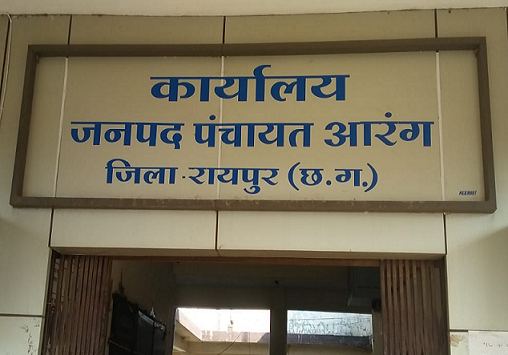 कार्यालय
जनपद पंचायत आरंग
जिला-रायपुर (छ.ग.)